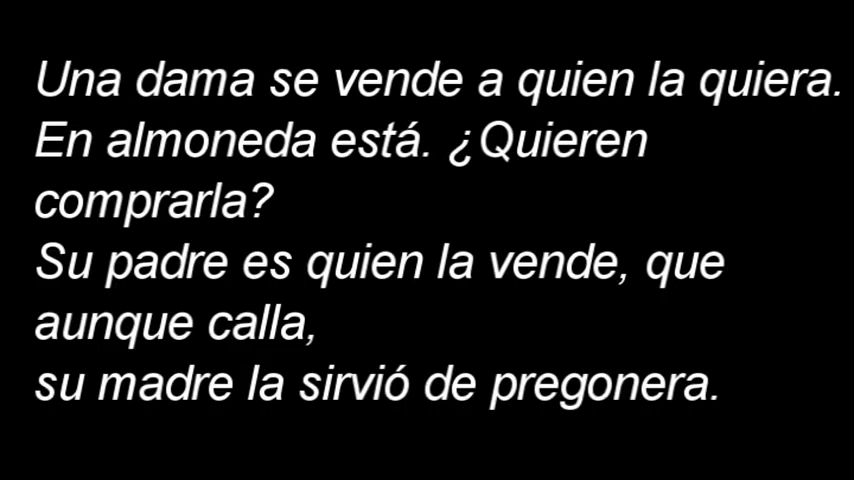 Una dama se vende a quien la quiera.
En almoneda está. ¿Quieren
comprarla?
Su padre es quien la vende, que
aunque calla,
su madre la sirvió de pregonera.